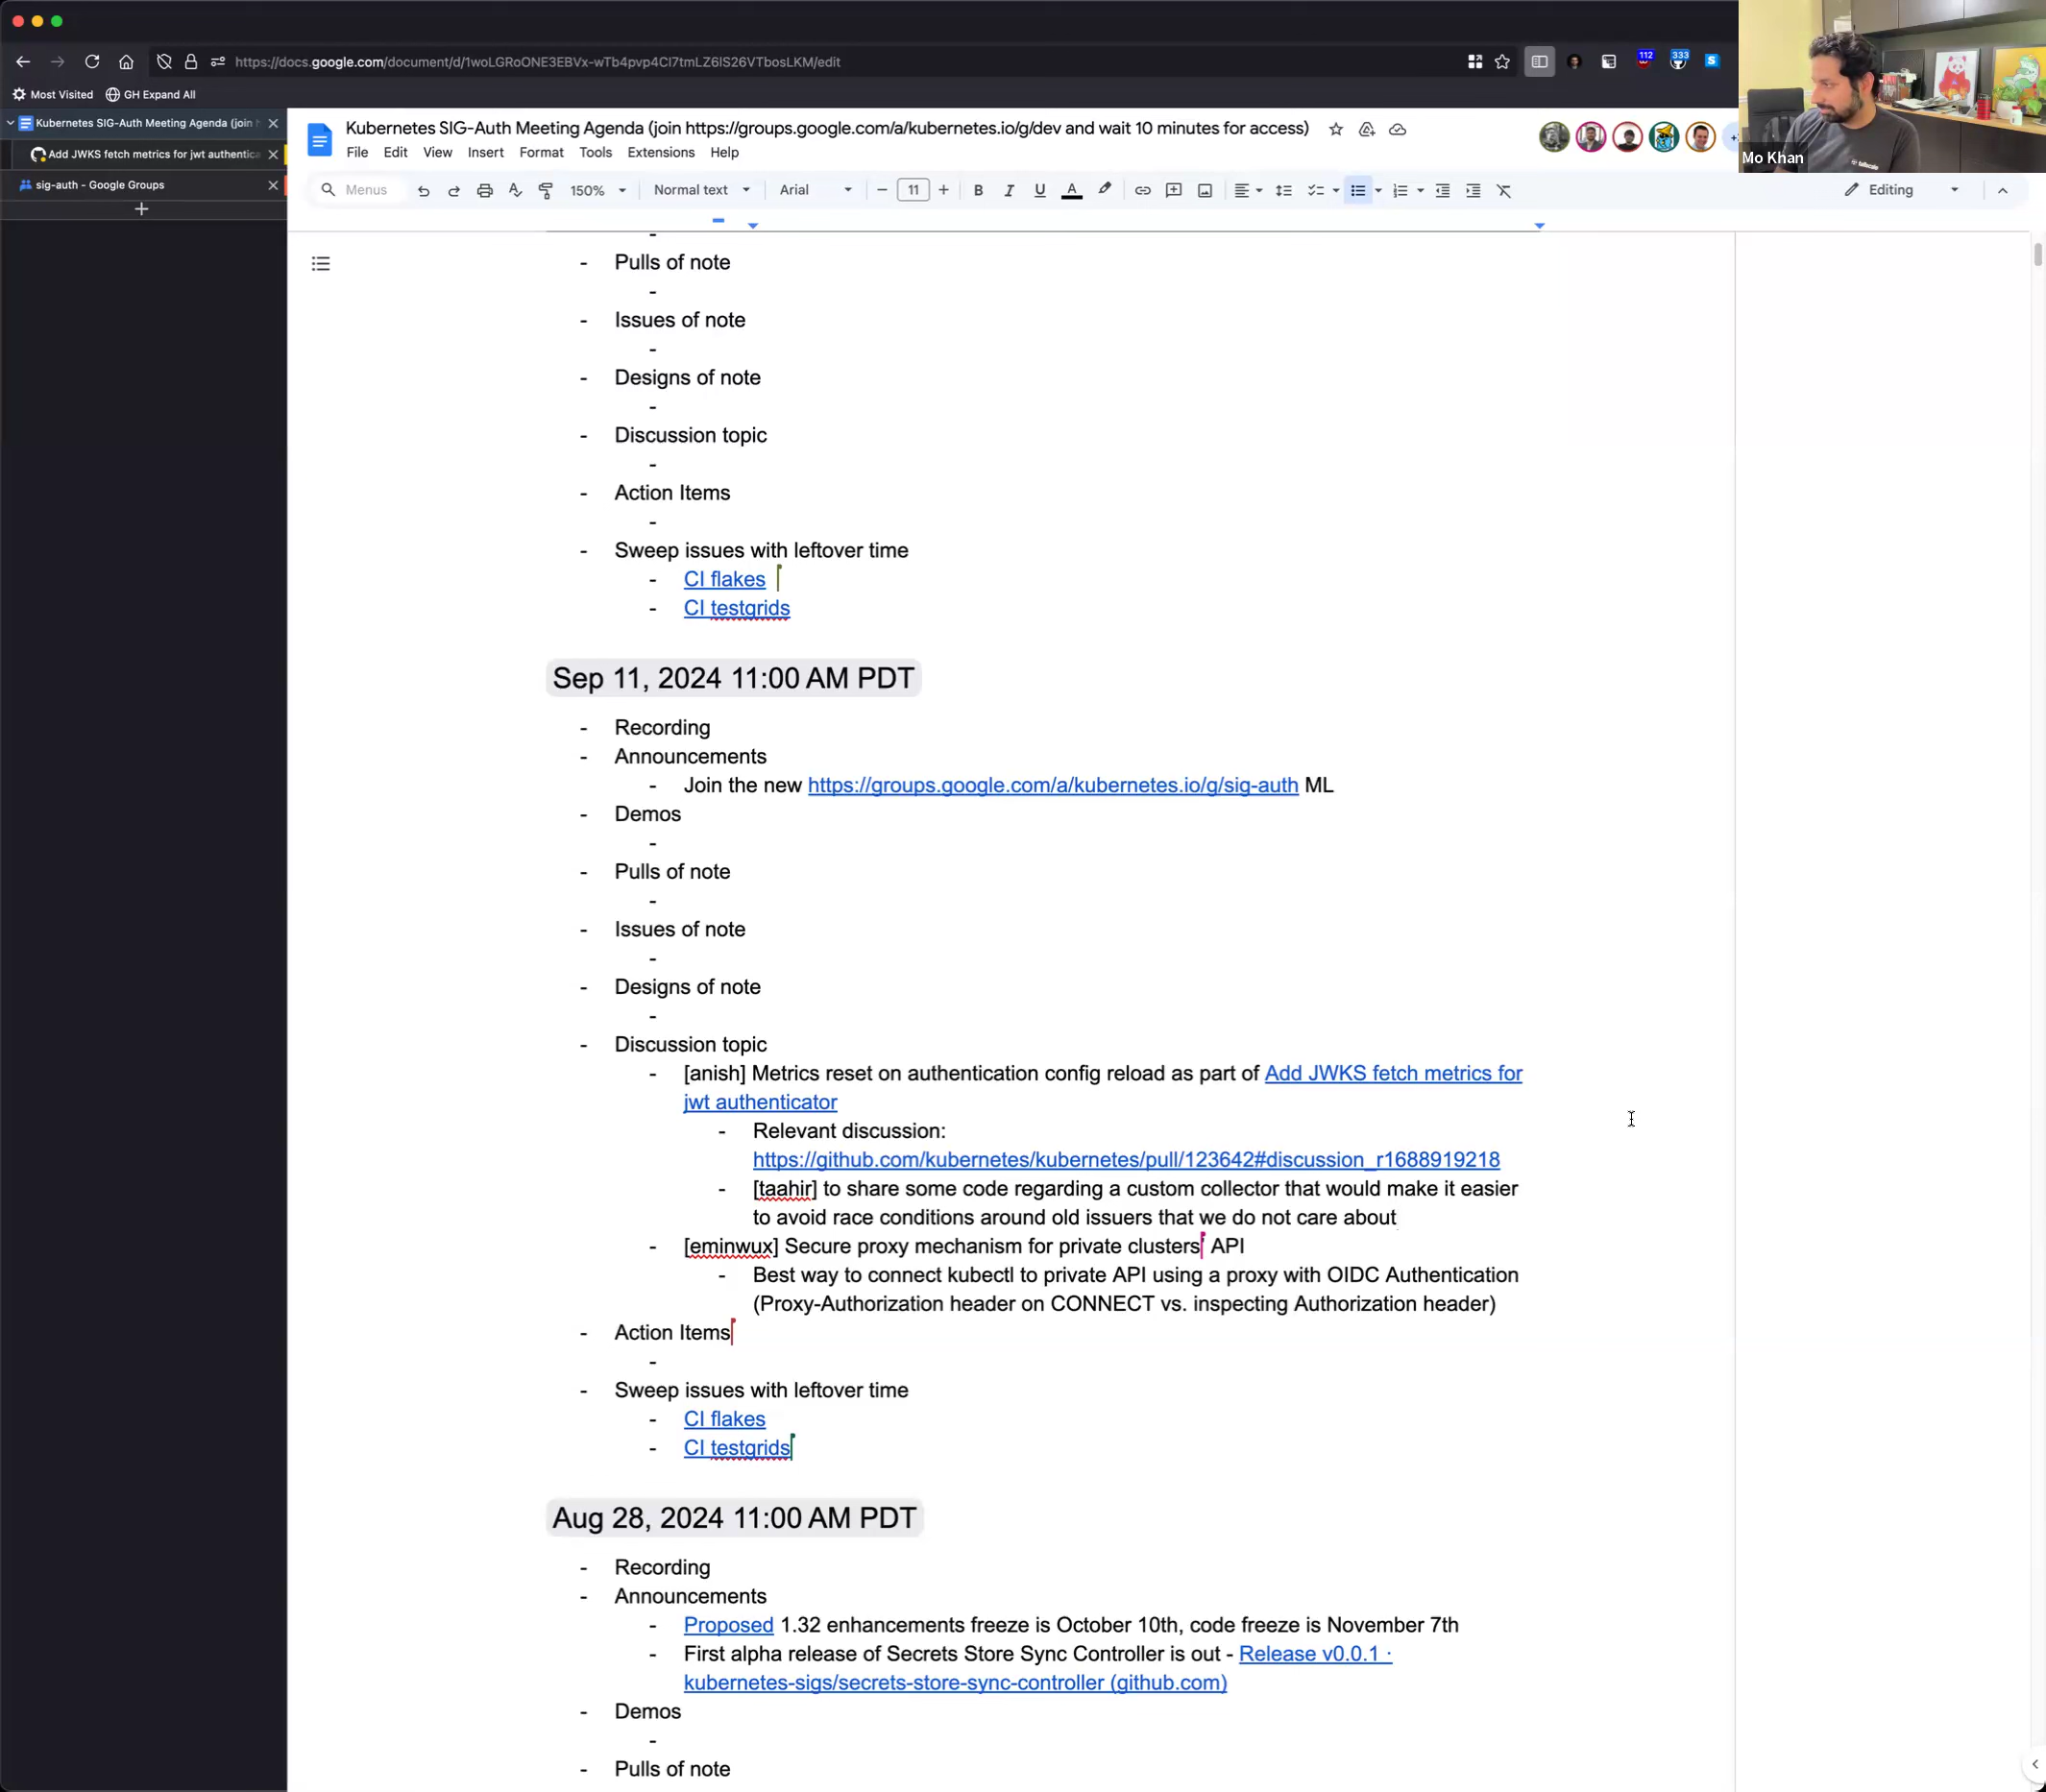 https://docs.google.com/document/d/1woLGRoONE3EBVx-wTb4pvp4Cl7tmLZ6lS26VTbosLKM/edit
112
333
S
Most Visited
GH Expand All
Kubernetes SIG-Auth Meeting Agenda (join h
Add JWKS fetch metrics for jwt authentica
sig-auth - Google Groups
Kubernetes SIG-Auth Meeting Agenda (join https://groups.google.com/a/kubernetes.io/g/dev and wait 10 minutes for access)
File Edit View Insert Format Tools Extensions Help
Mo Khan
Menus 150% Normal text Arial 11 Editing
-
- Pulls of note
-
- Issues of note
-
- Designs of note
-
- Discussion topic
-
- Action Items
-
- Sweep issues with leftover time
- CI flakes
- CI testgrids
Sep 11, 2024 11:00 AM PDT
- Recording
- Announcements
- Join the new https://groups.google.com/a/kubernetes.io/g/sig-auth ML
- Demos
-
- Pulls of note
-
- Issues of note
-
- Designs of note
-
- Discussion topic
- [anish] Metrics reset on authentication config reload as part of Add JWKS fetch metrics for
jwt authenticator
- Relevant discussion:
https://github.com/kubernetes/kubernetes/pull/123642#discussion_r1688919218
- [taahir] to share some code regarding a custom collector that would make it easier
to avoid race conditions around old issuers that we do not care about
- [eminwux] Secure proxy mechanism for private clusters API
- Best way to connect kubectl to private API using a proxy with OIDC Authentication
(Proxy-Authorization header on CONNECT vs. inspecting Authorization header)
- Action Items
-
- Sweep issues with leftover time
- CI flakes
- CI testgrids
Aug 28, 2024 11:00 AM PDT
- Recording
- Announcements
- Proposed 1.32 enhancements freeze is October 10th, code freeze is November 7th
- First alpha release of Secrets Store Sync Controller is out - Release v0.0.1 ·
kubernetes-sigs/secrets-store-sync-controller (github.com)
- Demos
-
- Pulls of note